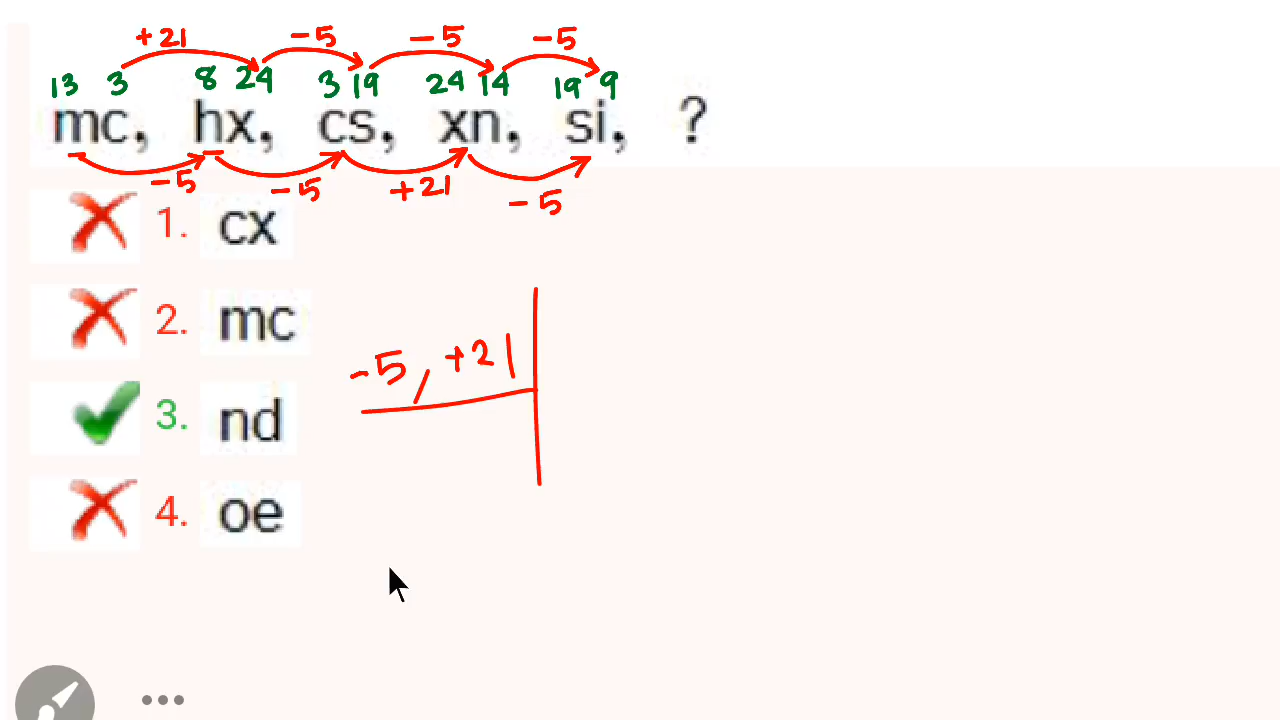 +21 -5 -5 -5
13 3 8 24 3 19 24 14 19 9
mc, hx, cs, xn, si, ?
-5 -5 +21 -5
1. cx
2. mc
3. nd
4. oe
-5, +21